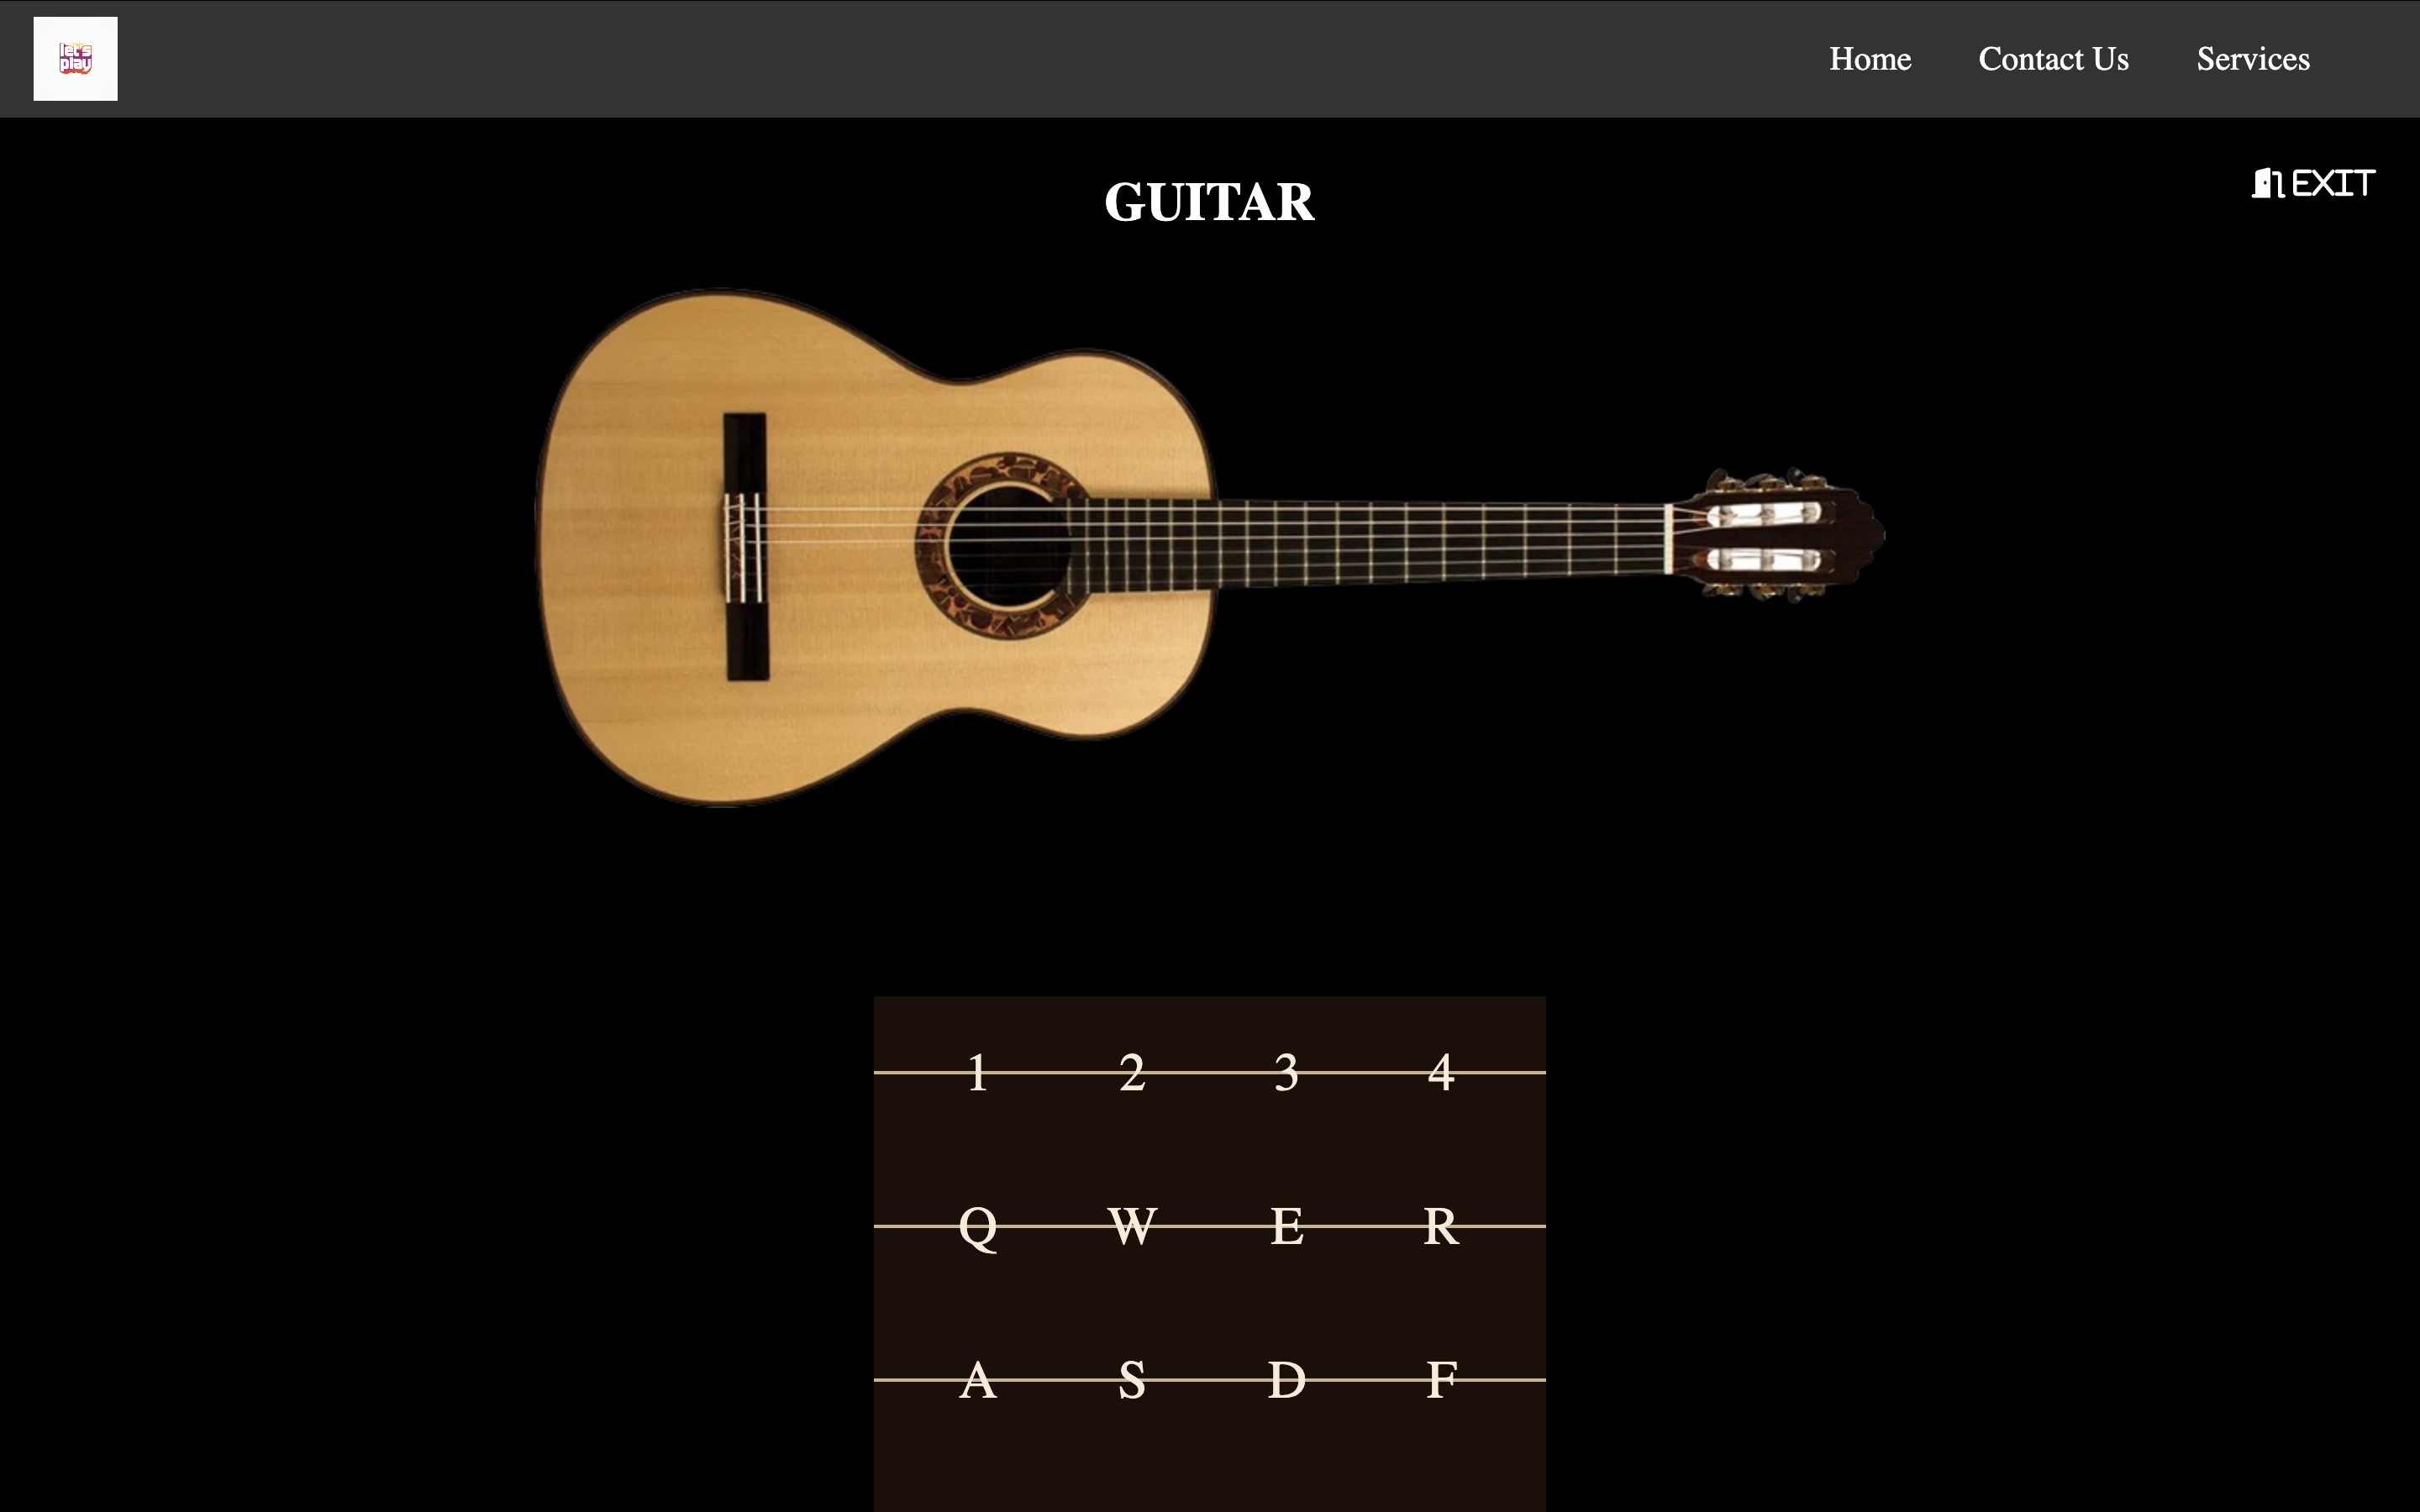 let's
play
Home Contact Us Services
EXIT
GUITAR
1 2 3 4
Q W E R
A S D F